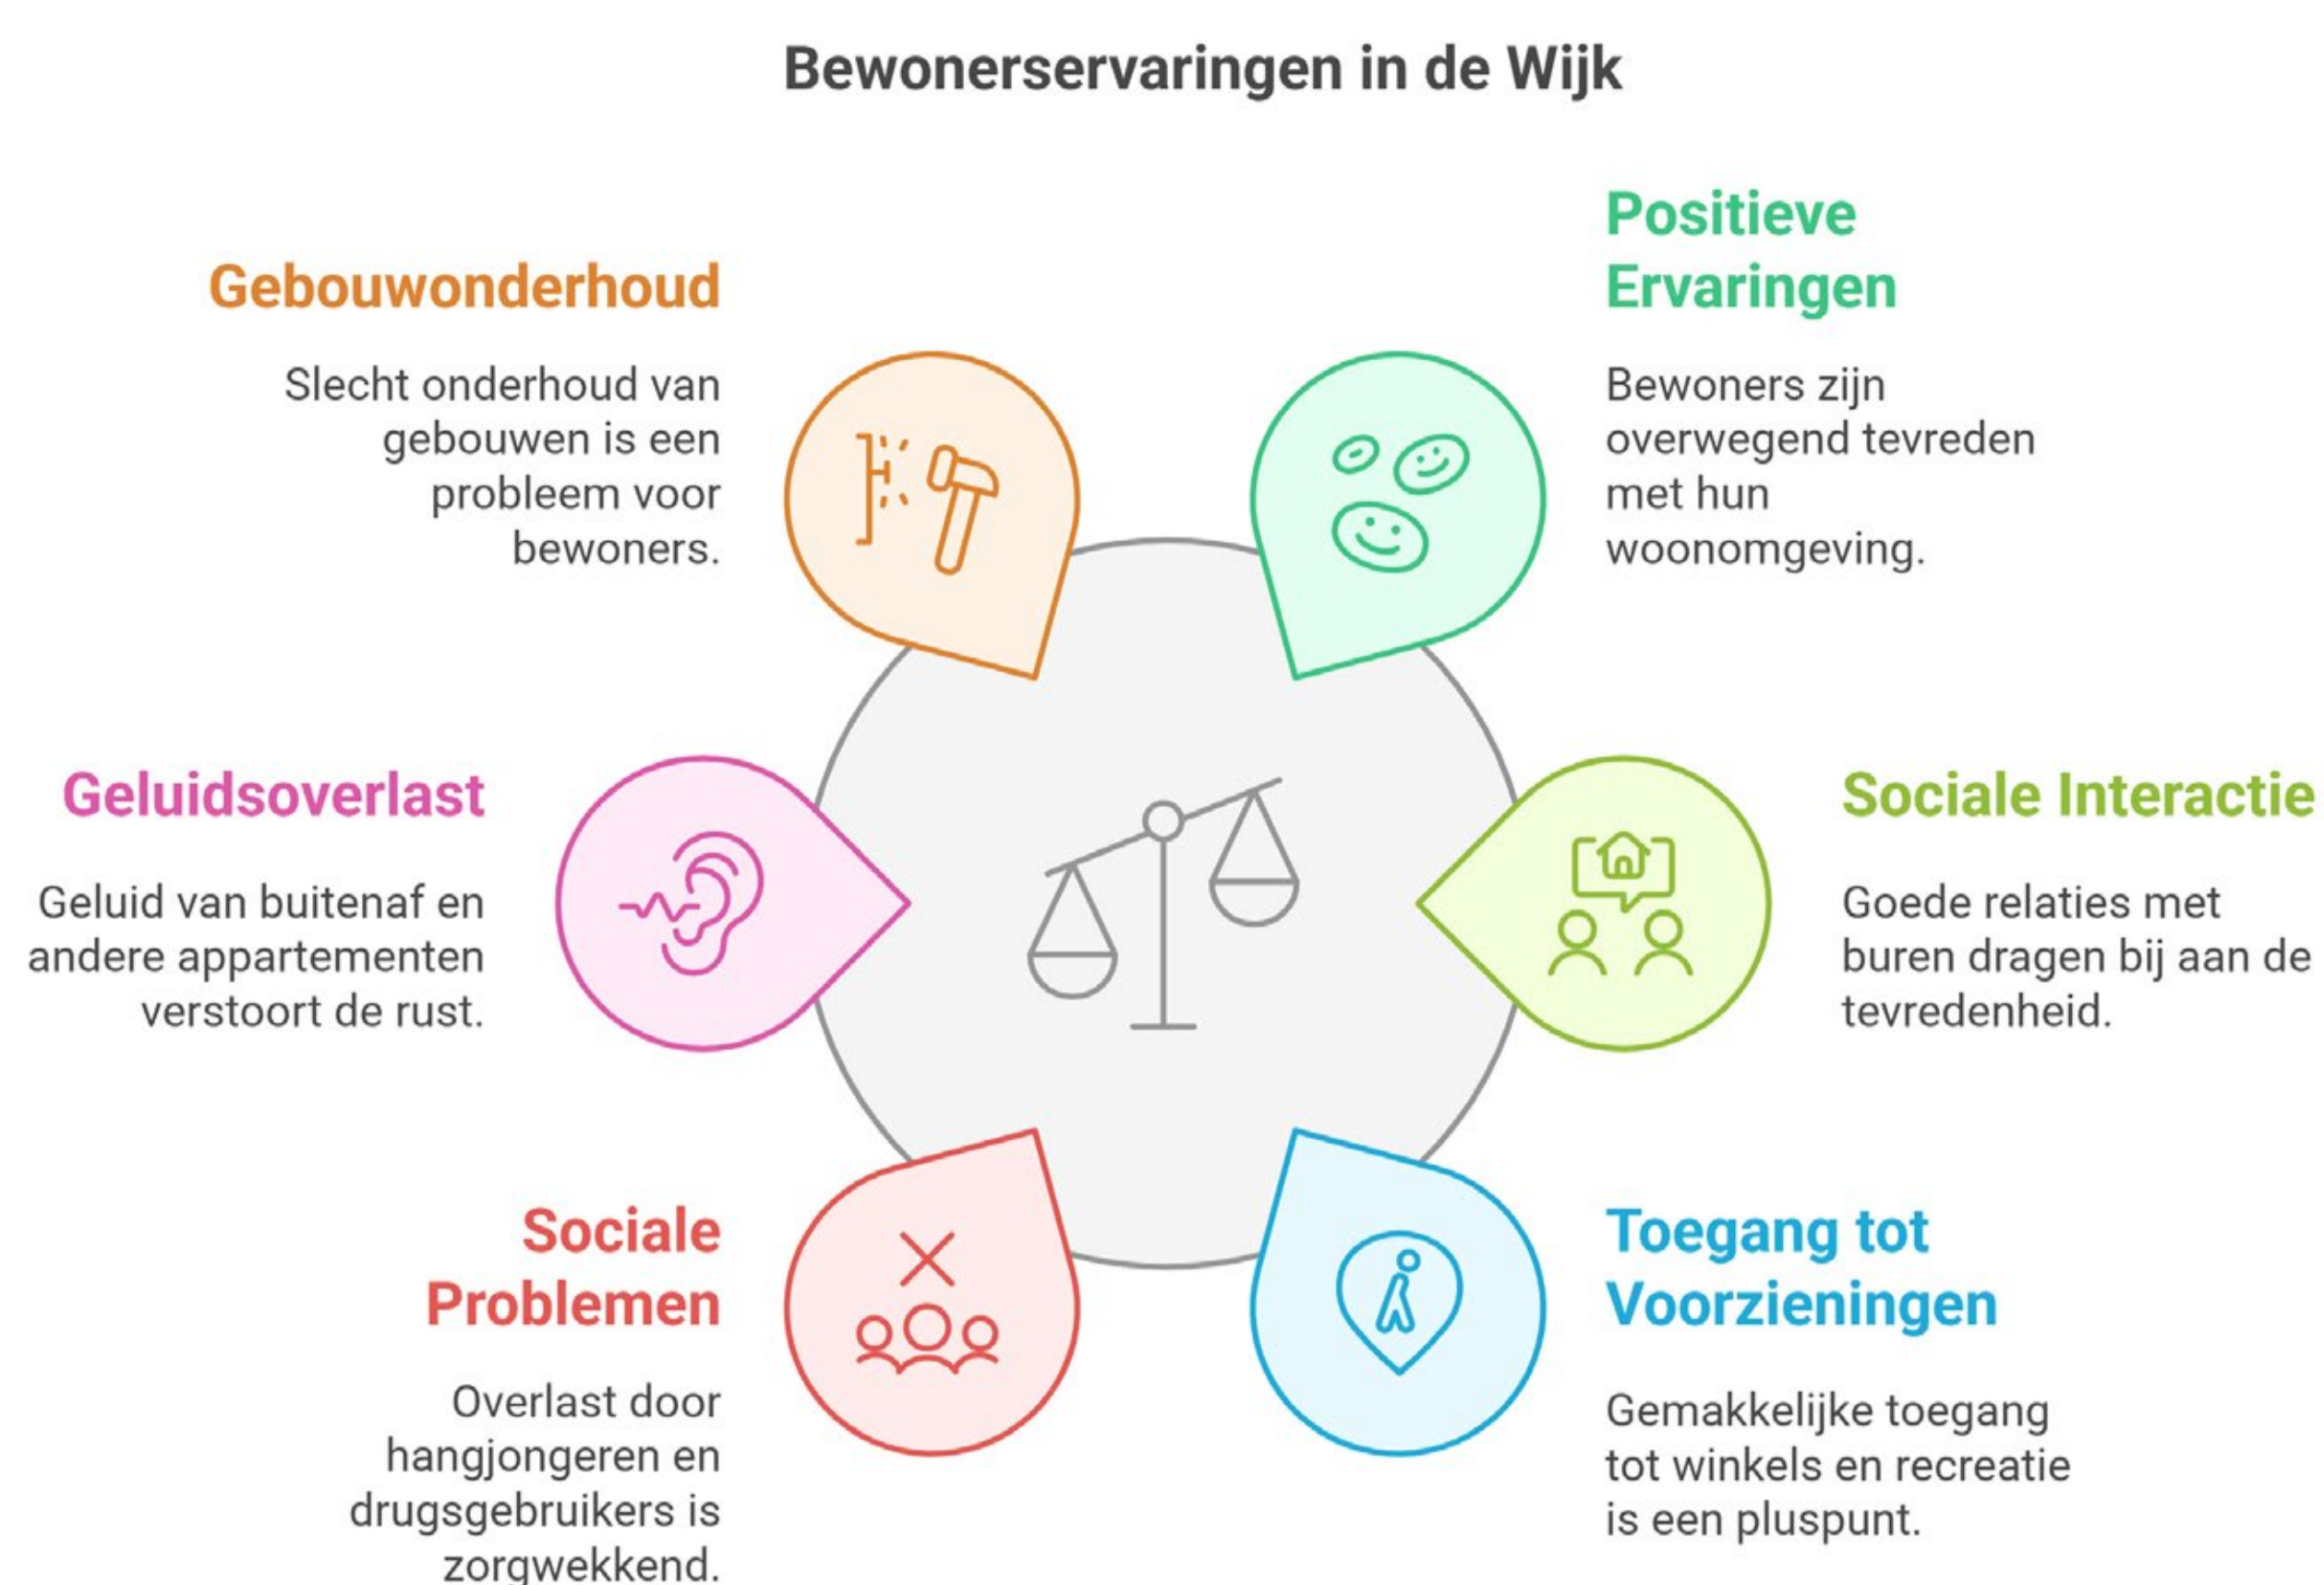 Bewonerservaringen in de Wijk
Gebouwonderhoud
Slecht onderhoud van
gebouwen is een
probleem voor
bewoners.
Positieve
Ervaringen
Bewoners zijn
overwegend tevreden
met hun
woonomgeving.
Geluidsoverlast
Geluid van buitenaf en
andere appartementen
verstoort de rust.
Sociale Interactie
Goede relaties met
buren dragen bij aan de
tevredenheid.
Sociale
Problemen
Overlast door
hangjongeren en
drugsgebruikers is
zorgwekkend.
Toegang tot
Voorzieningen
Gemakkelijke toegang
tot winkels en recreatie
is een pluspunt.